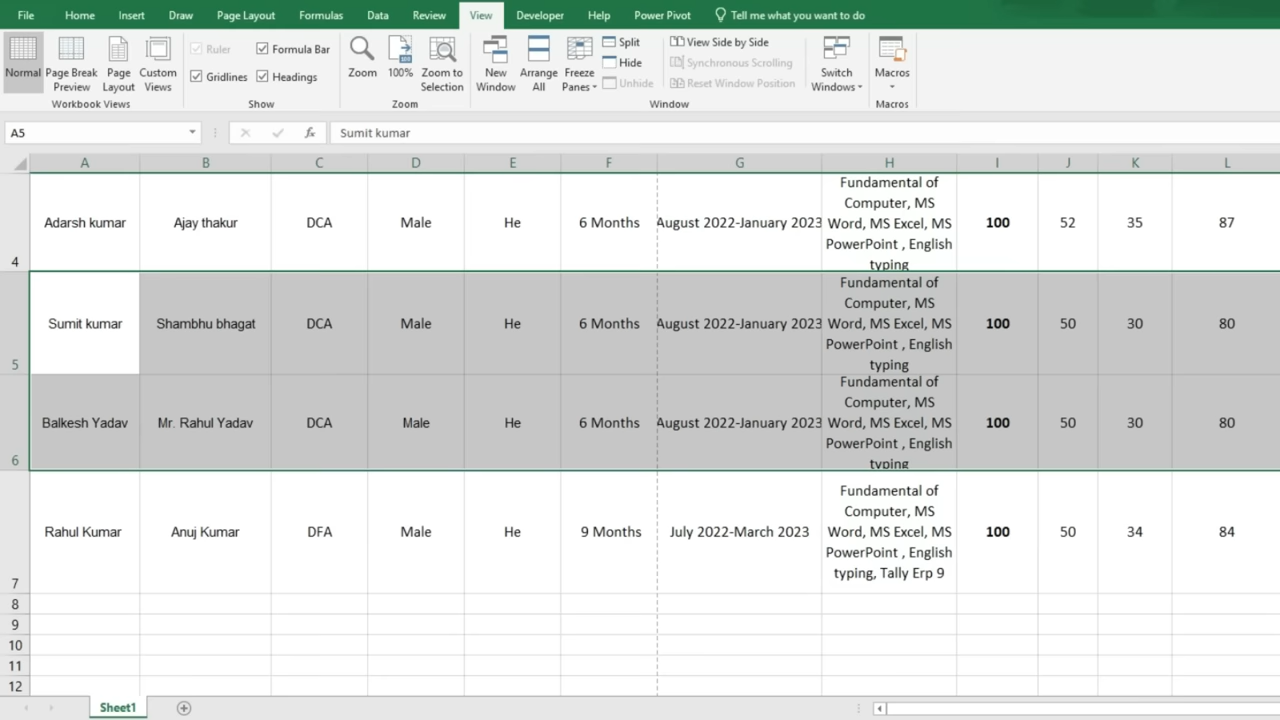 File Home Insert Draw Page Layout Formulas Data Review View Developer Help Power Pivot Tell me what you want to do
Normal Page Break Preview Page Layout Custom Views
Workbook Views
Ruler Formula Bar
Gridlines Headings
Show
Zoom 100% Zoom to Selection
Zoom
New Window Arrange All Freeze Panes
Split
Hide
Unhide
View Side by Side
Synchronous Scrolling
Reset Window Position
Switch Windows
Window
Macros
Macros
A5 fx Sumit kumar
A B C D E F G H I J K L
4 Adarsh kumar Ajay thakur DCA Male He 6 Months August 2022-January 2023 Fundamental of Computer, MS Word, MS Excel, MS PowerPoint , English typing 100 52 35 87
5 Sumit kumar Shambhu bhagat DCA Male He 6 Months August 2022-January 2023 Fundamental of Computer, MS Word, MS Excel, MS PowerPoint , English typing 100 50 30 80
6 Balkesh Yadav Mr. Rahul Yadav DCA Male He 6 Months August 2022-January 2023 Fundamental of Computer, MS Word, MS Excel, MS PowerPoint , English typing 100 50 30 80
7 Rahul Kumar Anuj Kumar DFA Male He 9 Months July 2022-March 2023 Fundamental of Computer, MS Word, MS Excel, MS PowerPoint , English typing, Tally Erp 9 100 50 34 84
8
9
10
11
12
Sheet1